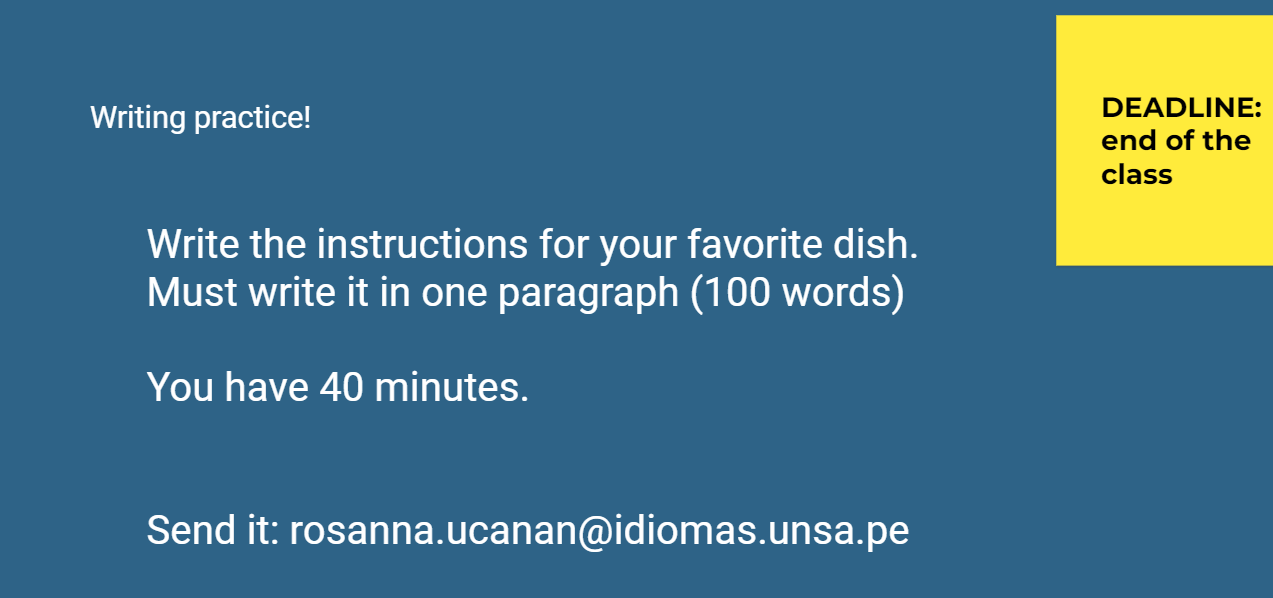 Writing practice!
DEADLINE:
end of the
class
Write the instructions for your favorite dish.
Must write it in one paragraph (100 words)
You have 40 minutes.
Send it: rosanna.ucanan@idiomas.unsa.pe